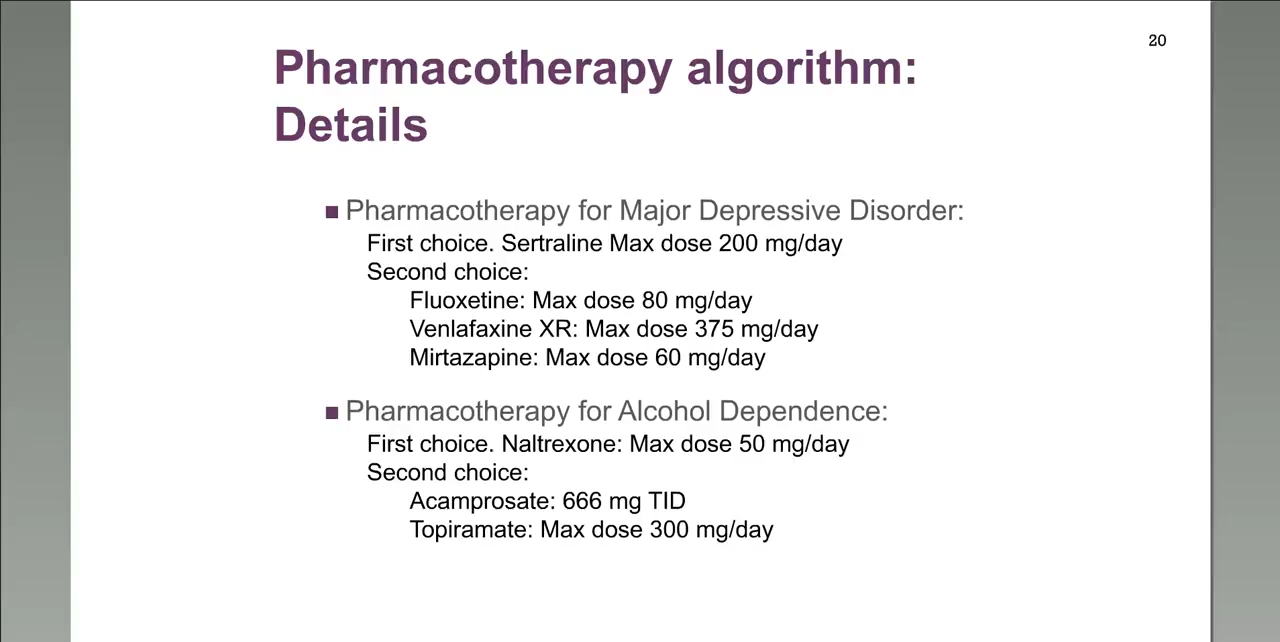 20
Pharmacotherapy algorithm:
Details
Pharmacotherapy for Major Depressive Disorder:
First choice. Sertraline Max dose 200 mg/day
Second choice:
Fluoxetine: Max dose 80 mg/day
Venlafaxine XR: Max dose 375 mg/day
Mirtazapine: Max dose 60 mg/day
Pharmacotherapy for Alcohol Dependence:
First choice. Naltrexone: Max dose 50 mg/day
Second choice:
Acamprosate: 666 mg TID
Topiramate: Max dose 300 mg/day